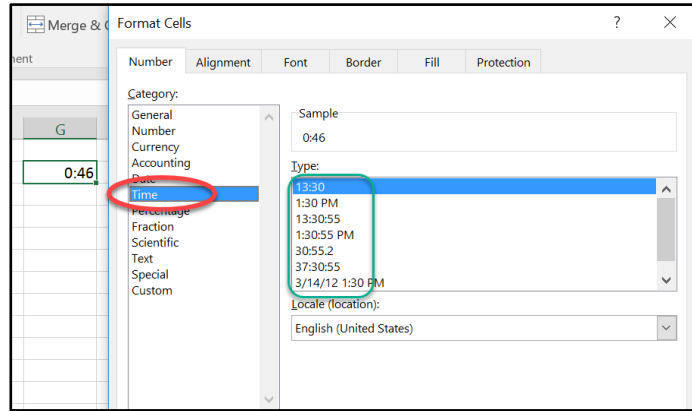 Merge & C
Format Cells
?
ment
Number
Alignment
Font
Border
Fill
Protection
Category:
General
Number
Currency
Accounting
Date
Time
Percentage
Fraction
Scientific
Text
Special
Custom
Sample
0:46
Type:
13:30
1:30 PM
13:30:55
1:30:55 PM
30:55.2
37:30:55
3/14/12 1:30 PM
Locale (location):
English (United States)
G
0:46